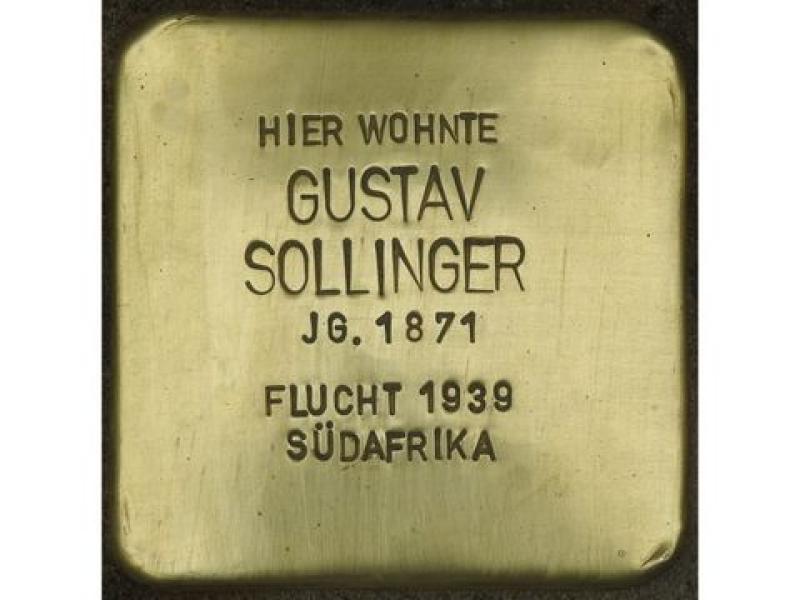 HIER WOHNTE
GUSTAV
SOLLINGER
JG. 1871
FLUCHT 1939
SÜDAFRIKA